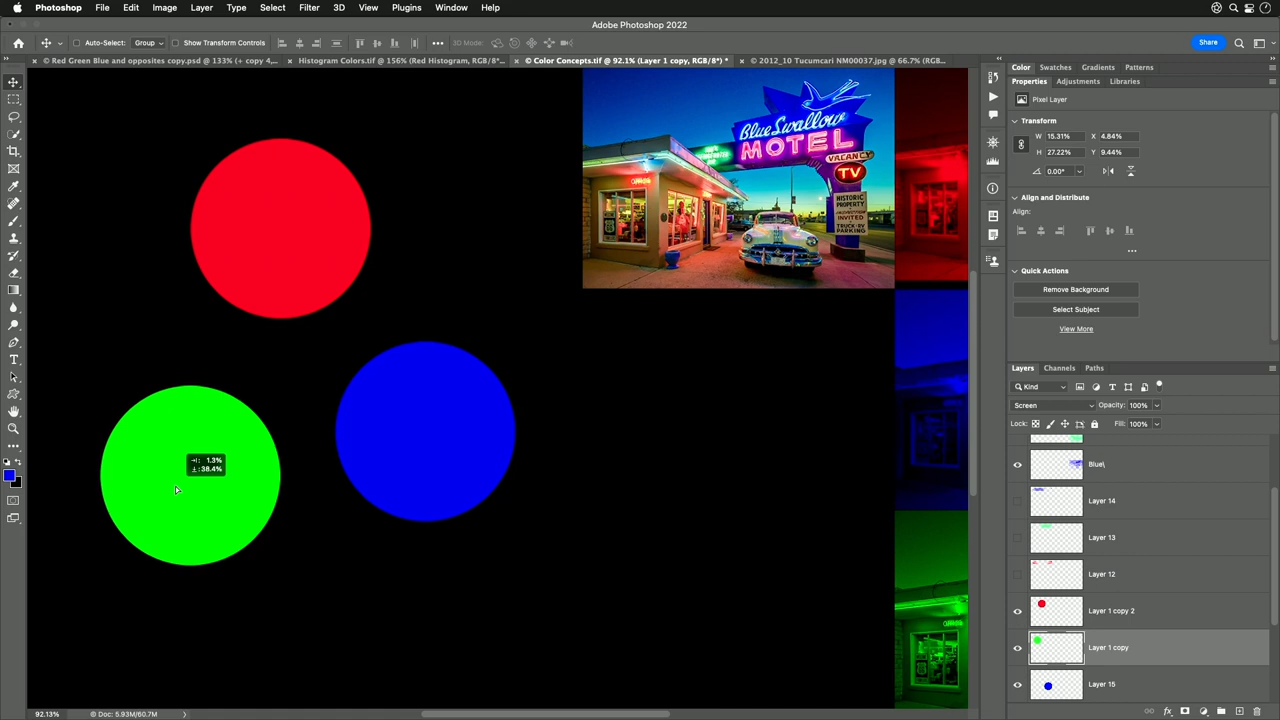 Photoshop File Edit Image Layer Type Select Filter 3D View Plugins Window Help
Adobe Photoshop 2022
Auto-Select: Group Show Transform Controls ••• 3D Mode: Share
× © Red Green Blue and opposites copy.psd @ 133% (+ copy 4,... × Histogram Colors.tif @ 156% (Red Histogram, RGB/8*... × © Color Concepts.tif @ 92.1% (Layer 1 copy, RGB/8*) * × © 2012_10 Tucumcari NM00037.jpg @ 66.7% (RGB...
Color Swatches Gradients Patterns
Properties Adjustments Libraries
Pixel Layer
Transform
W 15.31% X 4.84%
H 27.22% Y 9.44%
0.00°
Align and Distribute
Align:
•••
Quick Actions
Remove Background
Select Subject
View More
Blue Swallow
MOTEL
VACANCY
TV
HISTORIC
PROPERTY
INVITED
TRUCK BY
PARKING
: 1.3%
: 38.4%
Layers Channels Paths
Kind
Screen Opacity: 100%
Lock: Fill: 100%
Blue\
Layer 14
Layer 13
Layer 12
Layer 1 copy 2
Layer 1 copy
Layer 15
92.13% Doc: 5.93M/60.7M